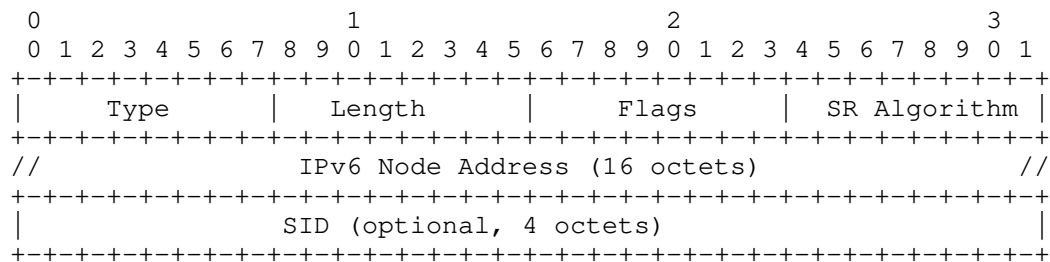 0                   1                   2                   3
 0 1 2 3 4 5 6 7 8 9 0 1 2 3 4 5 6 7 8 9 0 1 2 3 4 5 6 7 8 9 0 1
+-+-+-+-+-+-+-+-+-+-+-+-+-+-+-+-+-+-+-+-+-+-+-+-+-+-+-+-+-+-+-+-+
|     Type      |   Length      |     Flags     |  SR Algorithm |
+-+-+-+-+-+-+-+-+-+-+-+-+-+-+-+-+-+-+-+-+-+-+-+-+-+-+-+-+-+-+-+-+
//                IPv6 Node Address (16 octets)                //
+-+-+-+-+-+-+-+-+-+-+-+-+-+-+-+-+-+-+-+-+-+-+-+-+-+-+-+-+-+-+-+-+
|                SID (optional, 4 octets)                       |
+-+-+-+-+-+-+-+-+-+-+-+-+-+-+-+-+-+-+-+-+-+-+-+-+-+-+-+-+-+-+-+-+